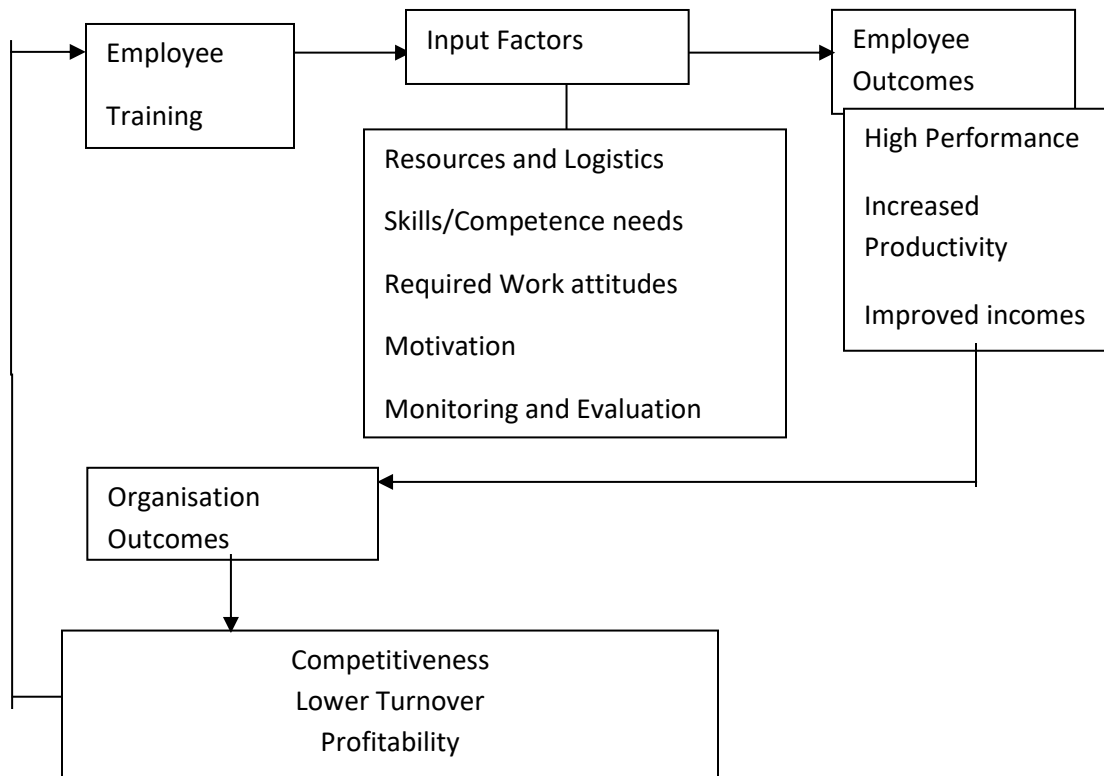 Employee
Training
Input Factors
Employee
Outcomes
Resources and Logistics
Skills/Competence needs
Required Work attitudes
Motivation
Monitoring and Evaluation
High Performance
Increased
Productivity
Improved incomes
Organisation
Outcomes
Competitiveness
Lower Turnover
Profitability